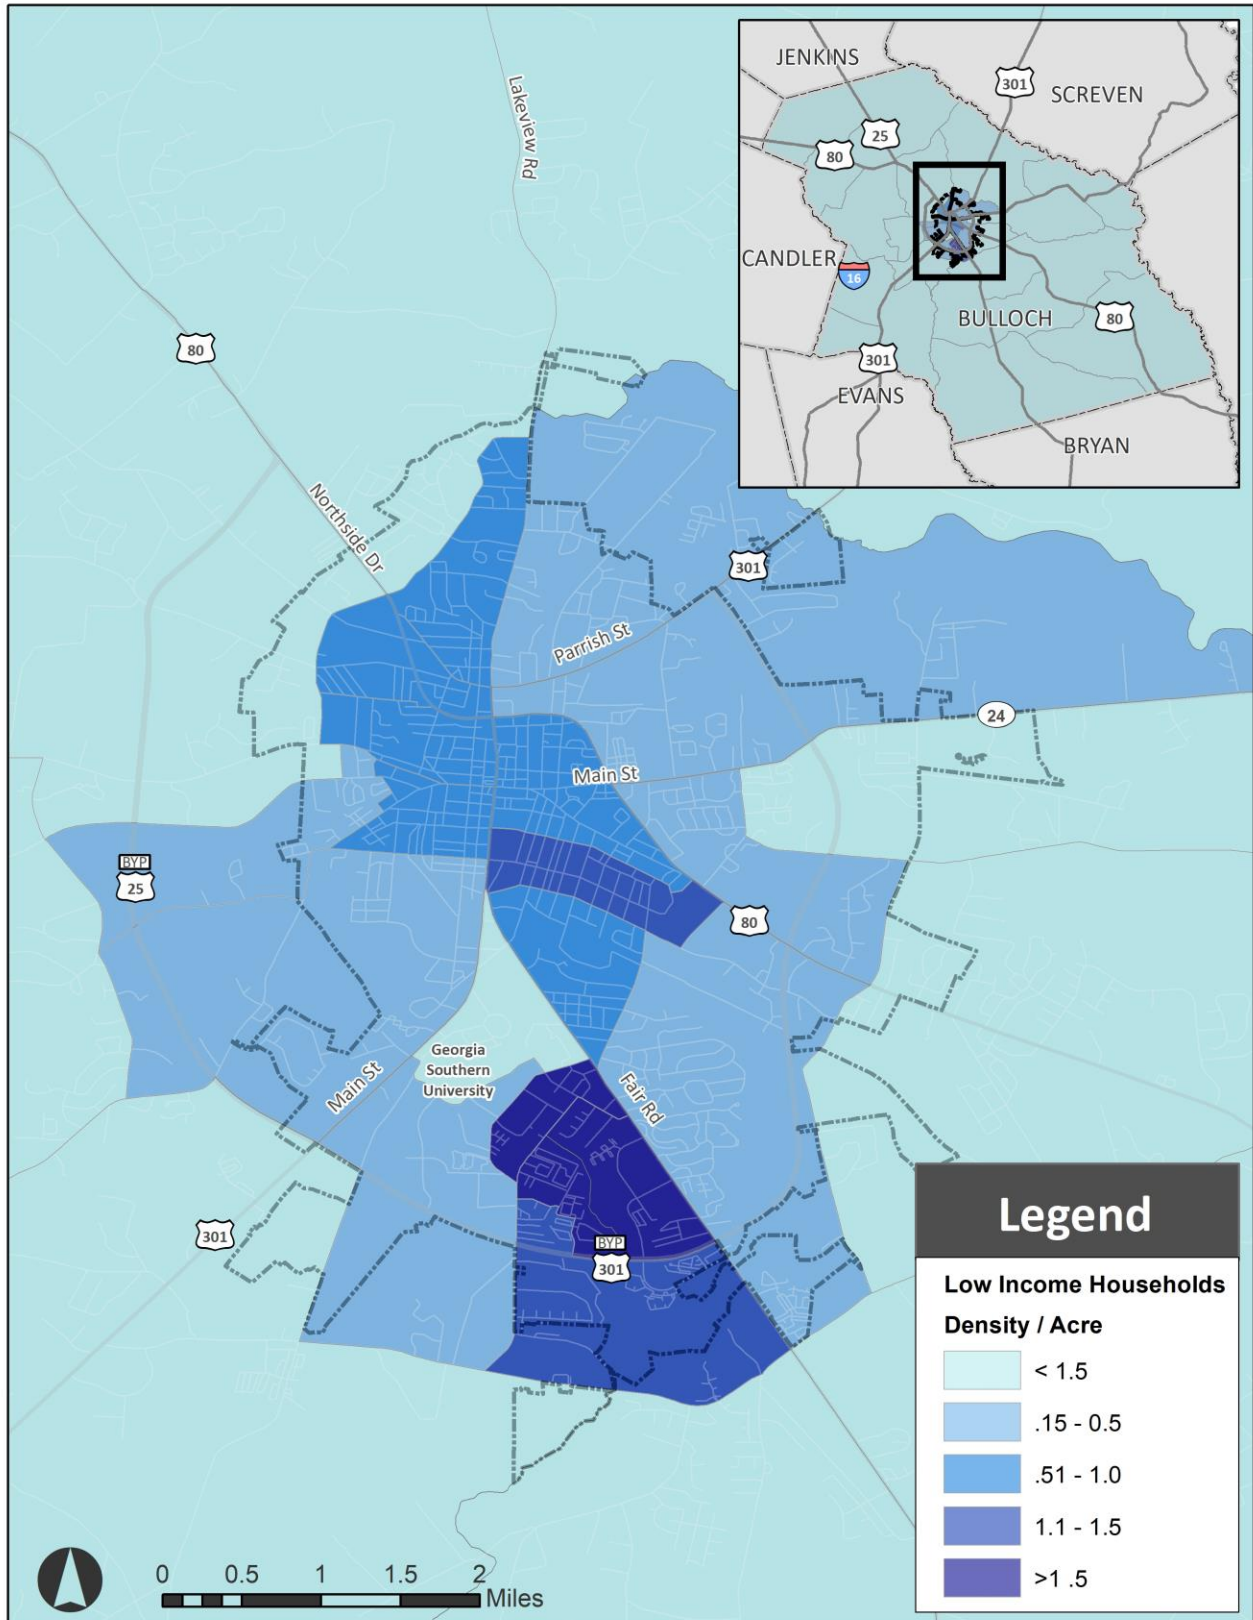 JENKINS
301
SCREVEN
25
80
CANDLER
16
BULLOCH
80
301
EVANS
BRYAN
Lakeview Rd
80
Northside Dr
301
Parrish St
24
Main St
BYP
25
80
Georgia
Southern
University
Main St
Fair Rd
301
BYP
301
Legend
Low Income Households
Density / Acre
< 1.5
.15 - 0.5
.51 - 1.0
1.1 - 1.5
>1 .5
0 0.5 1 1.5 2
Miles